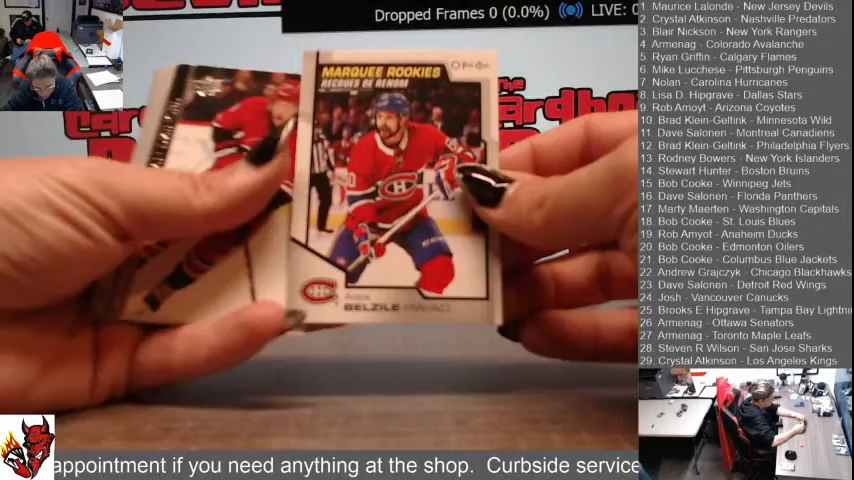 Dropped Frames 0 (0.0%) LIVE:
1 Maurice Lalonde - New Jersey Devils
2 Crystal Atkinson - Nashville Predators
3 Blair Nickson - New York Rangers
4 Armenag - Colorado Avalanche
5 Ryan Griffin - Calgary Flames
6 Mike Lucchese - Pittsburgh Penguins
7 Nolan - Carolina Hurricanes
8 Lisa D. Hipgrave - Dallas Stars
9 Rob Amoyt - Arizona Coyotes
10 Brad Klein-Geltink - Minnesota Wild
11 Dave Salonen - Montreal Canadiens
12 Brad Klein-Geltink - Philadelphia Flyers
13 Rodney Bowers - New York Islanders
14 Stewart Hunter - Boston Bruins
15 Bob Cooke - Winnipeg Jets
16 Dave Salonen - Florida Panthers
17 Marty Maerten - Washington Capitals
18 Bob Cooke - St. Louis Blues
19 Rob Amyot - Anaheim Ducks
20 Bob Cooke - Edmonton Oilers
21 Bob Cooke - Columbus Blue Jackets
22 Andrew Grajczyk - Chicago Blackhawks
23 Dave Salonen - Detroit Red Wings
24 Josh - Vancouver Canucks
25 Brooks E Hipgrave - Tampa Bay Lightni
26 Armenag - Ottawa Senators
27 Armenag - Toronto Maple Leafs
28 Steven R Wilson - San Jose Sharks
29 Crystal Atkinson - Los Angeles Kings
MARQUEE ROOKIES
RECRUES DE RENOM
BELZILE
appointment if you need anything at the shop. Curbside service